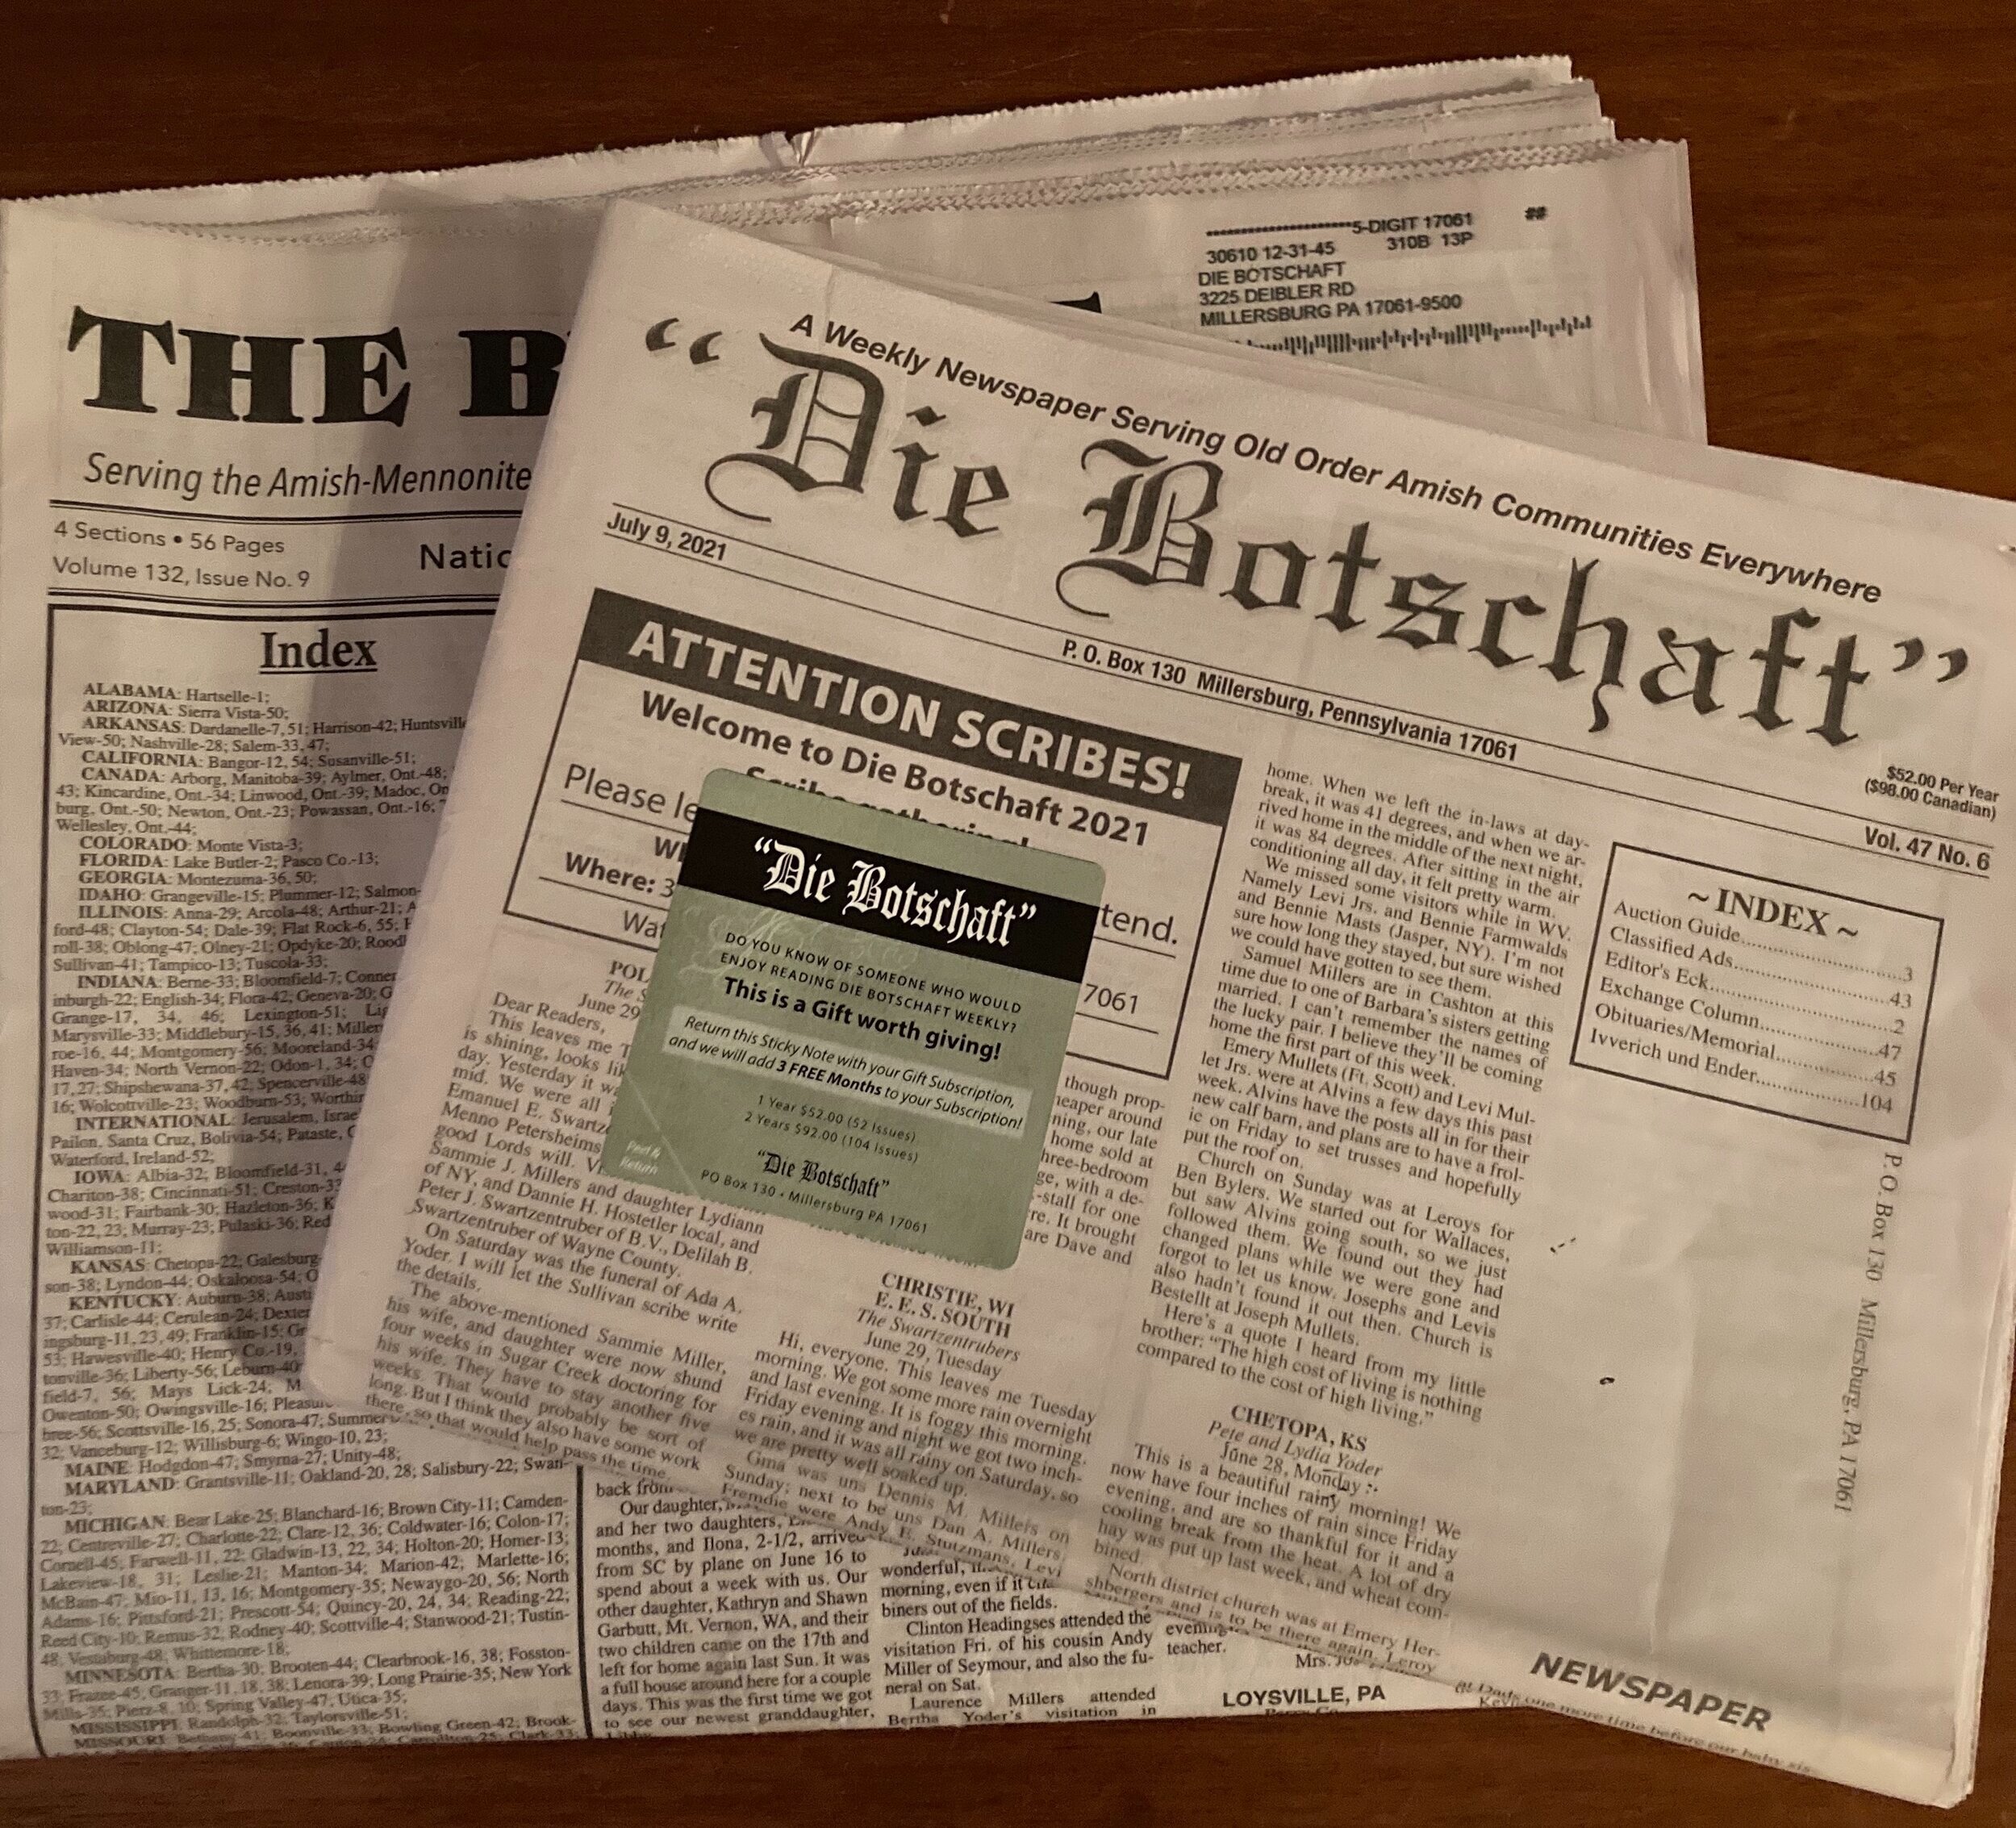 5-DIGIT 17061 ##
30610 12-31-45 310B 13P
DIE BOTSCHAFT
3225 DEIBLER RD
MILLERSBURG PA 17061-9500
THE B
Serving the Amish-Mennonite
4 Sections • 56 Pages
Volume 132, Issue No. 9
Index
ALABAMA: Hartselle-1;
ARIZONA: Sierra Vista-50;
ARKANSAS: Dardanelle-7, 51; Harrison-42; Huntsville
View-50; Nashville-28; Salem-33, 47;
CALIFORNIA: Bangor-12, 54; Susanville-51;
CANADA: Arborg, Manitoba-39; Aylmer, Ont.-48;
43; Kincardine, Ont.-34; Linwood, Ont.-39; Madoc, On
burg, Ont.-50; Newton, Ont.-23; Powassan, Ont.-16;
Wellesley, Ont.-44;
COLORADO: Monte Vista-3;
FLORIDA: Lake Butler-2; Pasco Co.-13;
GEORGIA: Montezuma-36, 50;
IDAHO: Grangeville-15; Plummer-12; Salmon-
ILLINOIS: Anna-29; Arcola-48; Arthur-21; A
ford-48; Clayton-54; Dale-39; Flat Rock-6, 55;
roll-38; Oblong-47; Olney-21; Opdyke-20;
Sullivan-41; Tampico-13; Tuscola-33;
INDIANA: Berne-33; Bloomfield-7; Conner
inburgh-22; English-34; Flora-42; Geneva-20; G
Grange-17, 34, 46; Lexington-51;
Marysville-33; Middlebury-15, 36, 41; Miller
roe-16, 44; Montgomery-56; Mooreland-34
Haven-34; North Vernon-22; Odon-1, 34; O
17, 27; Shipshewana-37, 42, Spencerville-48
16; Wolcottville-23; Woodburn-53; Worthin
INTERNATIONAL: Jerusalem, Israe
Pailon, Santa Cruz, Bolivia-54; Pataste,
Waterford, Ireland-52;
IOWA: Albia-32; Bloomfield-31, 4
Chariton-38; Cincinnati-51; Creston-33
wood-31; Fairbank-30; Hazleton-36; K
ton-22, 23; Murray-23; Pulaski-36; Red
Williamson-11;
KANSAS: Chetopa-22; Galesburg-
son-38; Lyndon-44; Oskaloosa-54; O
KENTUCKY: Auburn-38; Austi
37; Carlisle-44; Cerulean-24; Dexter
ingsburg-11, 23, 49; Franklin-15; Gr
53; Hawesville-40; Henry Co.-19,
tonville-36; Liberty-56; Leburn-40
field-7, 56; Mays Lick-24; M
Owenton-50; Owingsville-16; Pleasur
bree-56; Scottsville-16, 25; Sonora-47; Summer
32; Vanceburg-12; Willisburg-6; Wingo-10, 23;
MAINE: Hodgdon-47; Smyrna-27; Unity-48;
MARYLAND: Grantsville-11; Oakland-20, 28; Salisbury-22; Swan-
ton-23;
MICHIGAN: Bear Lake-25; Blanchard-16; Brown City-11; Camden-
22; Centreville-27; Charlotte-22; Clare-12, 36; Coldwater-16; Colon-17;
Cornell-45; Farwell-11, 22; Gladwin-13, 22, 34; Holton-20; Homer-13;
Lakeview-18, 31; Leslie-21; Manton-34; Marion-42; Marlette-16;
McBain-47; Mio-11, 13, 16; Montgomery-35; Newaygo-20, 56; North
Adams-16; Pittsford-21; Prescott-54; Quincy-20, 24, 34; Reading-22;
Reed City-10; Remus-32; Rodney-40; Scottville-4; Stanwood-21; Tustin-
48; Vestaburg-48; Whittemore-18;
MINNESOTA: Bertha-30; Brooten-44; Clearbrook-16, 38; Fosston-
33; Frazee-45; Granger-11, 18, 38; Lenora-39; Long Prairie-35; New York
Mills-35; Pierz-8, 10; Spring Valley-47; Utica-35;
MISSISSIPPI: Randolph-32; Taylorsville-51;
MISSOURI: Bethany-41; Boonville-33; Bowling Green-42; Brook-
Natic
back from
Our daughter,
and her two daughters,
months, and Ilona, 2-1/2, arrived
from SC by plane on June 16 to
spend about a week with us. Our
other daughter, Kathryn and Shawn
Garbutt, Mt. Vernon, WA, and their
two children came on the 17th and
left for home again last Sun. It was
a full house around here for a couple
days. This was the first time we got
to see our newest granddaughter,
wonderful,
morning, even if it
biners out of the fields.
Clinton Headingses attended the
visitation Fri. of his cousin Andy
Miller of Seymour, and also the fu-
neral on Sat.
Laurence Millers attended
Bertha Yoder's visitation in
evening
teacher.
Mrs.
LOYSVILLE, PA
A Weekly Newspaper Serving Old Order Amish Communities Everywhere
“Die Botschaft”
July 9, 2021
P. O. Box 130 Millersburg, Pennsylvania 17061
$52.00 Per Year
($98.00 Canadian)
Vol. 47 No. 6
ATTENTION SCRIBES!
Welcome to Die Botschaft 2021
Scribe gathering!
Please le
tend.
Where: 3
7061
Wat
"Die Botschaft"
DO YOU KNOW OF SOMEONE WHO WOULD
ENJOY READING DIE BOTSCHAFT WEEKLY?
This is a Gift worth giving!
Return this Sticky Note with your Gift Subscription,
and we will add 3 FREE Months to your Subscription!
1 Year $52.00 (52 Issues)
2 Years $92.00 (104 Issues)
Peel & Return
"Die Botschaft"
PO Box 130 • Millersburg PA 17061
POL
The S
June 29
Dear Readers,
This leaves me T
is shining, looks lik
day. Yesterday it w
mid. We were all i
Emanuel E. Swartz
Menno Petersheims
good Lords will. Vi
Sammie J. Millers and daughter Lydiann
of NY, and Dannie H. Hostetler local, and
Peter J. Swartzentruber of B.V., Delilah B.
Swartzentruber of Wayne County.
On Saturday was the funeral of Ada A.
Yoder. I will let the Sullivan scribe write
the details.
The above-mentioned Sammie Miller,
his wife, and daughter were now shund
four weeks in Sugar Creek doctoring for
his wife. They have to stay another five
weeks. That would probably be sort of
long. But I think they also have some work
there, so that would help pass the time.
though prop-
heaper around
ning, our late
home sold at
hree-bedroom
ge, with a de-
-stall for one
re. It brought
are Dave and
CHRISTIE, WI
E. E. S. SOUTH
The Swartzentrubers
June 29, Tuesday
Hi, everyone. This leaves me Tuesday
morning. We got some more rain overnight
and last evening. It is foggy this morning.
Friday evening and night we got two inch-
es rain, and it was all rainy on Saturday, so
we are pretty well soaked up.
Gma was uns Dennis M. Millers on
Sunday; next to be uns Dan A. Millers.
Fremdie were Andy E. Stutzmans, Levi
home. When we left the in-laws at day-
break, it was 41 degrees, and when we ar-
rived home in the middle of the next night,
it was 84 degrees. After sitting in the air
conditioning all day, it felt pretty warm.
We missed some visitors while in WV.
Namely Levi Jrs. and Bennie Farmwalds
and Bennie Masts (Jasper, NY). I'm not
sure how long they stayed, but sure wished
we could have gotten to see them.
Samuel Millers are in Cashton at this
time due to one of Barbara's sisters getting
married. I can't remember the names of
the lucky pair. I believe they'll be coming
home the first part of this week.
Emery Mullets (Ft. Scott) and Levi Mul-
let Jrs. were at Alvins a few days this past
week. Alvins have the posts all in for their
new calf barn, and plans are to have a frol-
ic on Friday to set trusses and hopefully
put the roof on.
Church on Sunday was at Leroys for
Ben Bylers. We started out for Wallaces,
but saw Alvins going south, so we just
followed them. We found out they had
changed plans while we were gone and
forgot to let us know. Josephs and Levis
also hadn't found it out then. Church is
Bestellt at Joseph Mullets.
Here's a quote I heard from my little
brother: "The high cost of living is nothing
compared to the cost of high living."
CHETOPA, KS
Pete and Lydia Yoder
June 28, Monday
This is a beautiful rainy morning! We
now have four inches of rain since Friday
evening, and are so thankful for it and a
cooling break from the heat. A lot of dry
hay was put up last week, and wheat com-
bined.
North district church was at Emery Her-
shbergers and is to be there again. Leroy
~ INDEX ~
Auction Guide....................3
Classified Ads....................43
Editor's Eck....................2
Exchange Column....................47
Obituaries/Memorial....................45
Ivverich und Ender....................104
P. O. Box 130 Millersburg, PA 17061
NEWSPAPER
one more time before our baby sis